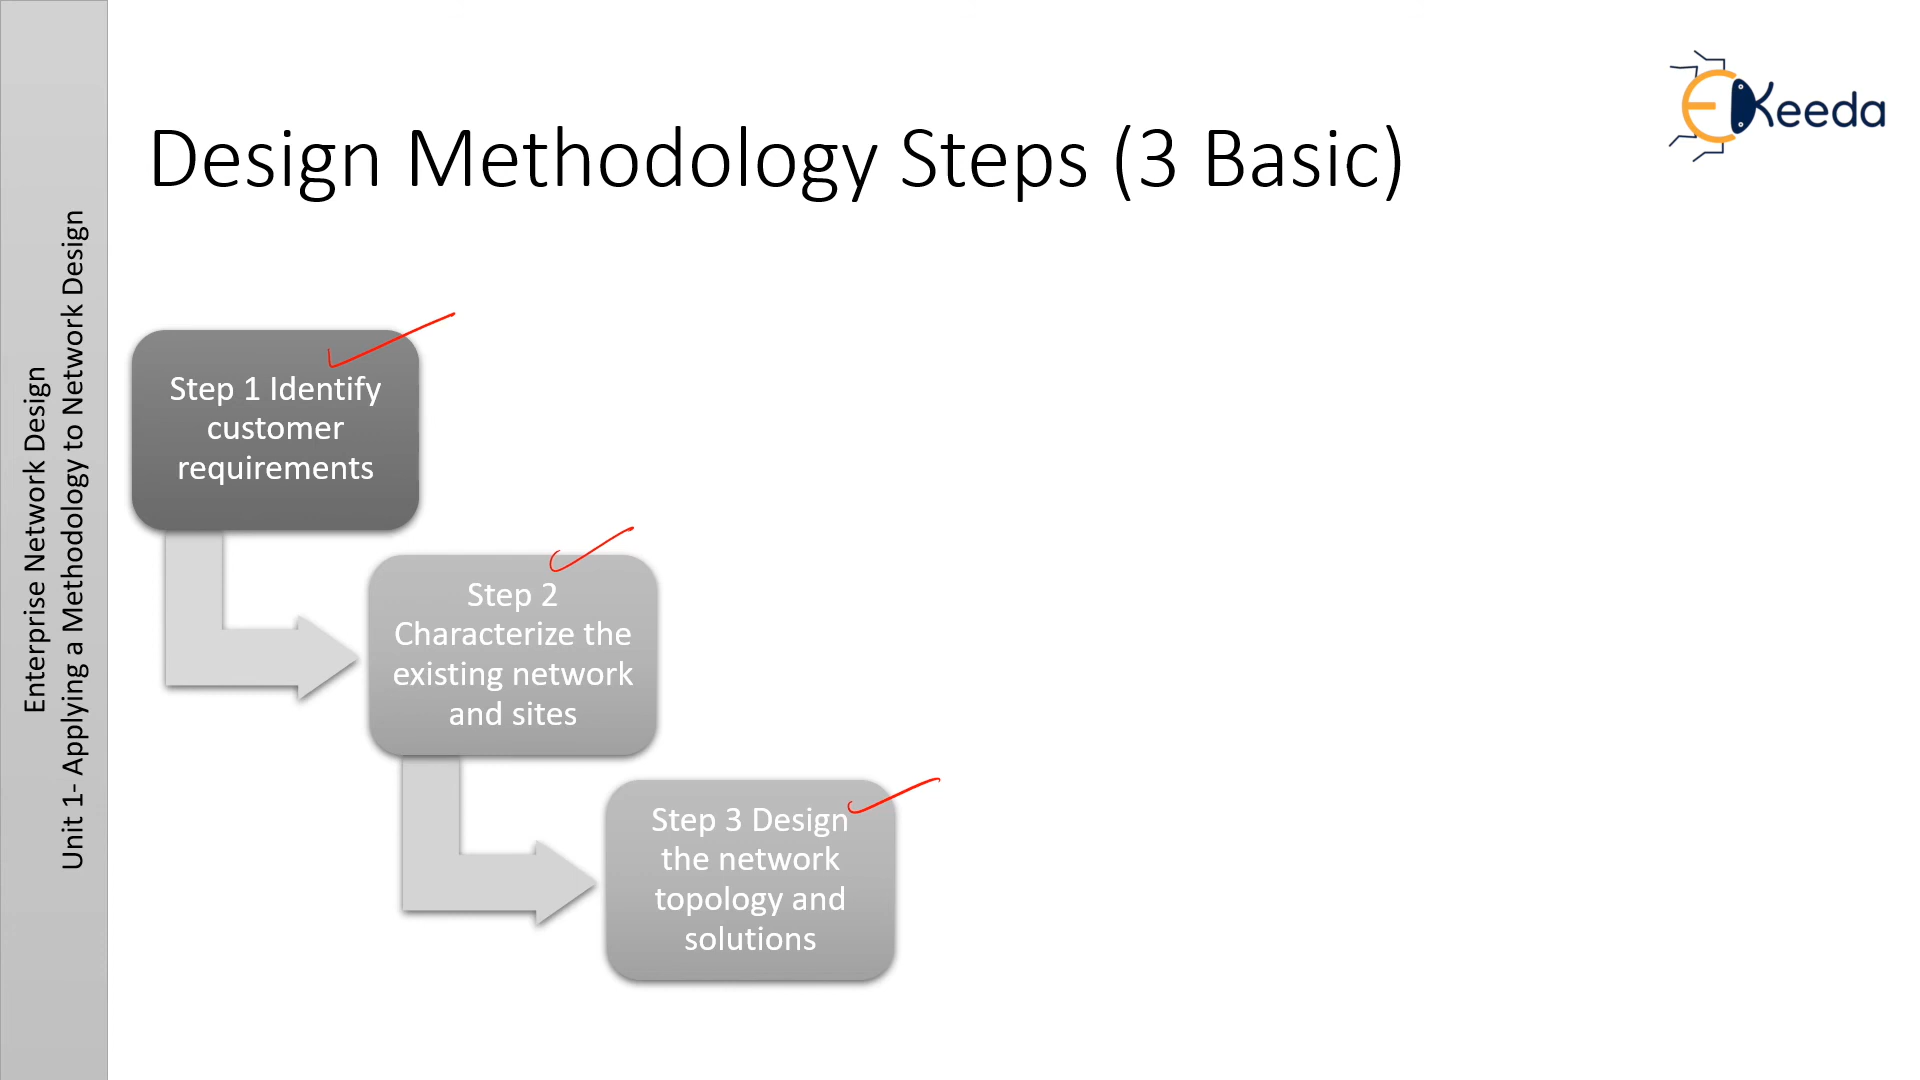 Enterprise Network Design
Unit 1- Applying a Methodology to Network Design
EKeeda
Design Methodology Steps (3 Basic)
Step 1 Identify
customer
requirements
Step 2
Characterize the
existing network
and sites
Step 3 Design
the network
topology and
solutions